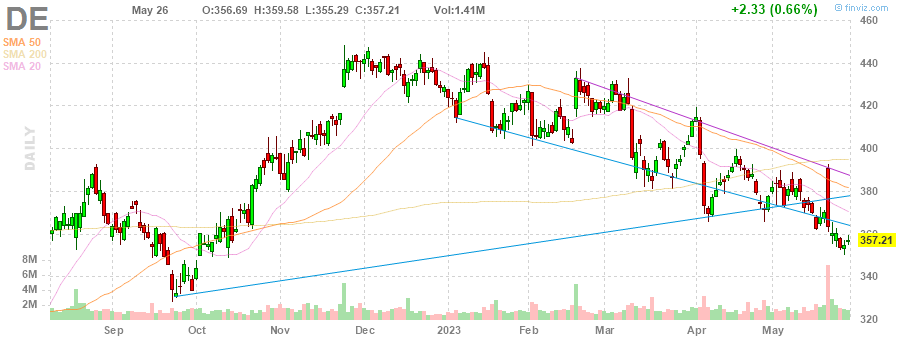 DE May 26 O:356.69 H:359.58 L:355.29 C:357.21 Vol:1.41M +2.33 (0.66%) finviz.com
SMA 50
SMA 200
SMA 20
DAILY
460
440
420
400
380
360
357.21
340
320
8M
6M
4M
2M
Sep Oct Nov Dec 2023 Feb Mar Apr May